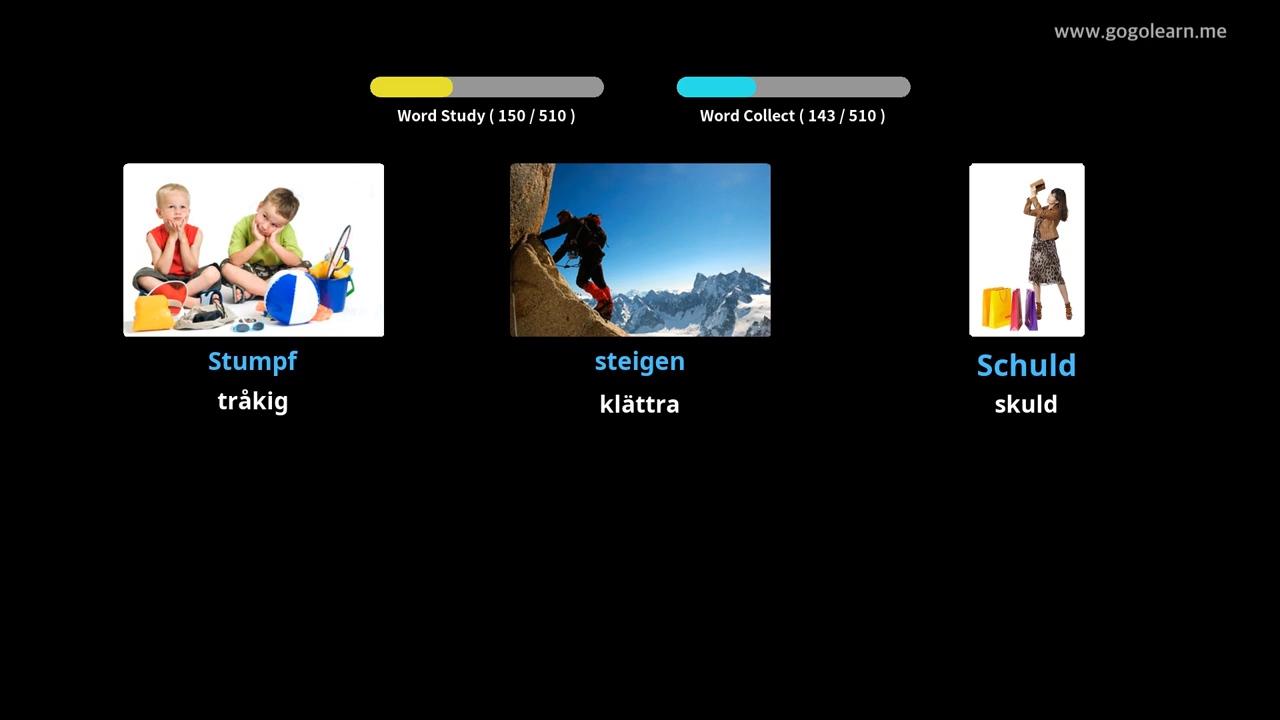 www.gogolearn.me
Word Study ( 150 / 510 )
Word Collect ( 143 / 510 )
Stumpf
tråkig
steigen
klättra
Schuld
skuld